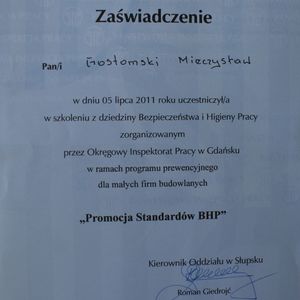 Zaświadczenie
Pan/i Gostomski Mieczysław
w dniu 05 lipca 2011 roku uczestniczył/a
w szkoleniu z dziedziny Bezpieczeństwa i Higieny Pracy
zorganizowanym
przez Okręgowy Inspektorat Pracy w Gdańsku
w ramach programu prewencyjnego
dla małych firm budowlanych
„Promocja Standardów BHP”
Kierownik Oddziału w Słupsku
Roman Giedrojć